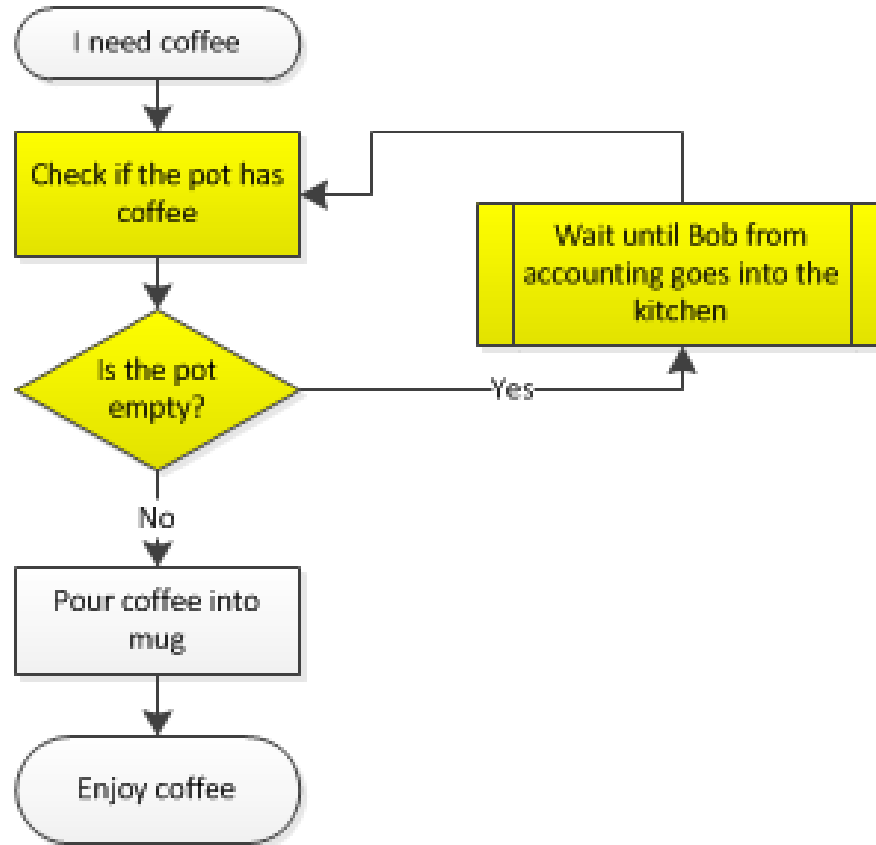 I need coffee
Check if the pot has
coffee
Wait until Bob from
accounting goes into the
kitchen
Is the pot
empty?
Yes
No
Pour coffee into
mug
Enjoy coffee